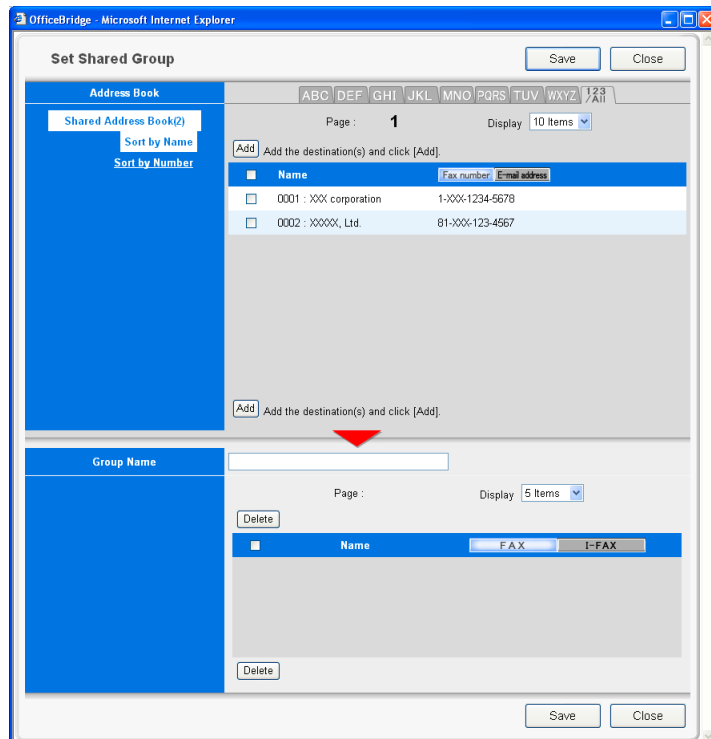 OfficeBridge - Microsoft Internet Explorer
Set Shared Group
Save
Close
Address Book
ABC DEF GHI JKL MNO PQRS TUV WXYZ 123/All
Shared Address Book(2)
Page : 1 Display 10 Items
Sort by Name
Add Add the destination(s) and click [Add].
Sort by Number
Name Fax number E-mail address
0001 : XXX corporation 1-XXX-1234-5678
0002 : XXXXX, Ltd. 81-XXX-123-4567
Add Add the destination(s) and click [Add].
Group Name
Page : Display 5 Items
Delete
Name FAX I-FAX
Delete
Save
Close